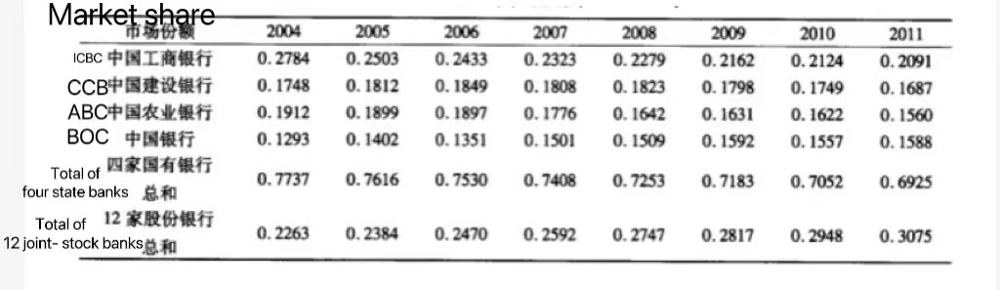 Market share
市场份额 2004 2005 2006 2007 2008 2009 2010 2011
ICBC 中国工商银行 0.2784 0.2503 0.2433 0.2323 0.2279 0.2162 0.2124 0.2091
CCB中国建设银行 0.1748 0.1812 0.1849 0.1808 0.1823 0.1798 0.1749 0.1687
ABC中国农业银行 0.1912 0.1899 0.1897 0.1776 0.1642 0.1631 0.1622 0.1560
BOC 中国银行 0.1293 0.1402 0.1351 0.1501 0.1509 0.1592 0.1557 0.1588
Total of 四家国有银行
four state banks 总和 0.7737 0.7616 0.7530 0.7408 0.7253 0.7183 0.7052 0.6925
Total of 12 家股份银行
12 joint- stock banks总和 0.2263 0.2384 0.2470 0.2592 0.2747 0.2817 0.2948 0.3075